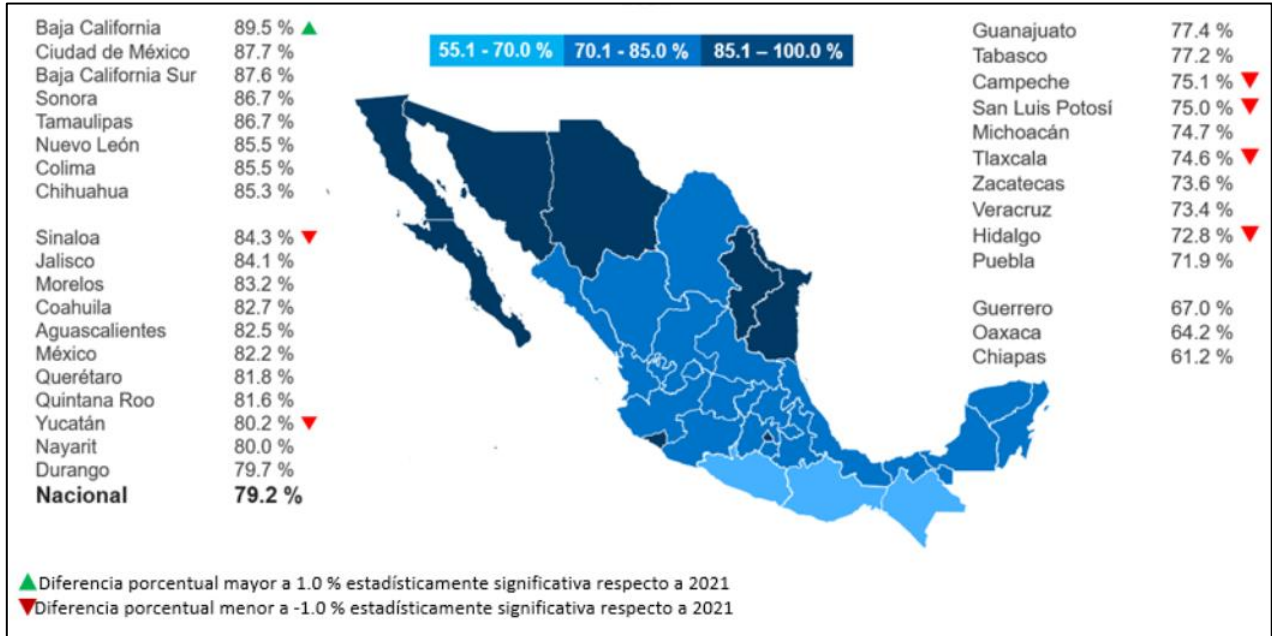 Baja California 89.5 % ▲
Ciudad de México 87.7 %
Baja California Sur 87.6 %
Sonora 86.7 %
Tamaulipas 86.7 %
Nuevo León 85.5 %
Colima 85.5 %
Chihuahua 85.3 %
Sinaloa 84.3 % ▼
Jalisco 84.1 %
Morelos 83.2 %
Coahuila 82.7 %
Aguascalientes 82.5 %
México 82.2 %
Querétaro 81.8 %
Quintana Roo 81.6 %
Yucatán 80.2 % ▼
Nayarit 80.0 %
Durango 79.7 %
Nacional 79.2 %
55.1 - 70.0 % 70.1 - 85.0 % 85.1 – 100.0 %
Guanajuato 77.4 %
Tabasco 77.2 %
Campeche 75.1 % ▼
San Luis Potosí 75.0 % ▼
Michoacán 74.7 %
Tlaxcala 74.6 % ▼
Zacatecas 73.6 %
Veracruz 73.4 %
Hidalgo 72.8 % ▼
Puebla 71.9 %
Guerrero 67.0 %
Oaxaca 64.2 %
Chiapas 61.2 %
▲Diferencia porcentual mayor a 1.0 % estadísticamente significativa respecto a 2021
▼Diferencia porcentual menor a -1.0 % estadísticamente significativa respecto a 2021